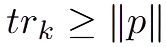 tr_k ≥ ‖p‖